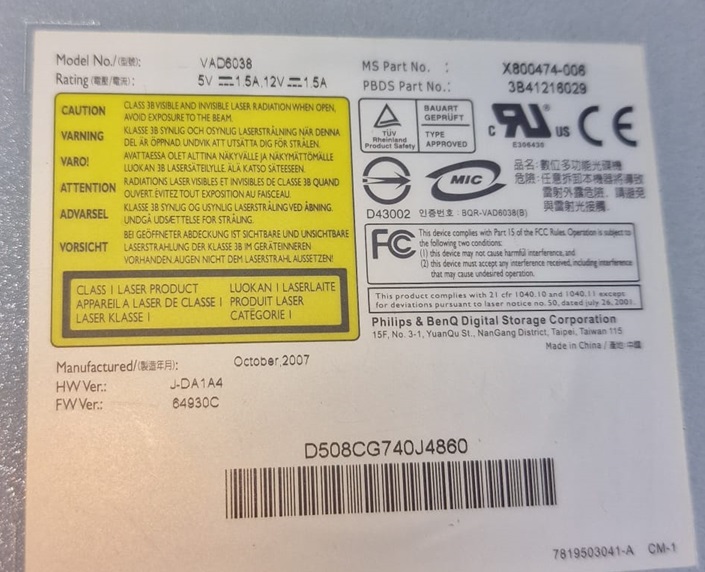 Model No./(型號): VAD6038
Rating (電壓/電流): 5V ⎓1.5A,12V ⎓1.5A
MS Part No. : X800474-006
PBDS Part No.: 3B41216029
CAUTION CLASS 3B VISIBLE AND INVISIBLE LASER RADIATION WHEN OPEN,
AVOID EXPOSURE TO THE BEAM.
VARNING KLASSE 3B SYNLIG OCH OSYNLIG LASERSTRÅLNING NÄR DENNA
DEL ÄR ÖPPNAD UNDVIK ATT UTSÄTTA DIG FÖR STRÅLEN.
VARO! AVATTAESSA OLET ALTTINA NÄKYVÄLLE JA NÄKYMÄTTÖMÄLLE
LUOKAN 3B LASERSÄTEILYLLE, ÄLÄ KATSO SÄTEESEEN.
ATTENTION RADIATIONS LASER VISIBLES ET INVISIBLES DE CLASSE 3B QUAND
OUVERT. ÉVITEZ TOUT EXPOSITION AU FAISCEAU.
ADVARSEL KLASSE 3B SYNLIG OG USYNLIG LASERSTRÅLING VED ÅBNING.
UNDGÅ UDSÆTTELSE FOR STRÅLING.
VORSICHT BEI GEÖFFNETER ABDECKUNG IST SICHTBARE UND UNSICHTBARE
LASERSTRAHLUNG DER KLASSE 3B IM GERÄTEINNEREN
VORHANDEN. AUGEN NICHT DEM LASERSTRAHL AUSSETZEN!
CLASS 1 LASER PRODUCT LUOKAN 1 LASERLAITE
APPAREIL A LASER DE CLASSE 1 PRODUIT LASER
LASER KLASSE 1 CATÉGORIE 1
TÜV
Rheinland
Product Safety
BAUART
GEPRÜFT
TYPE
APPROVED
c RU US CE
E306438
D43002
MIC
인증번호 : BQR-VAD6038(B)
品名:數位多功能光碟機
危險:任意拆卸本機器將導致
雷射外露危險, 請避免
與雷射光接觸.
FC This device complies with Part 15 of the FCC Rules. Operation is subject to
the following two conditions:
(1) this device may not cause harmful interference, and
(2) this device must accept any interference received, including interference
that may cause undesired operation.
This product complies with 21 cfr 1040.10 and 1040.11 except
for deviations pursuant to laser notice no. 50, dated july 26, 2001.
Philips & BenQ Digital Storage Corporation
15F, No. 3-1, YuanQu St., NanGang District, Taipei, Taiwan 115
Made in China / 產地:中國
Manufactured/(製造年月): October,2007
HW Ver.: J-DA1A4
FW Ver.: 64930C
D508CG740J4860
7819503041-A CM-1